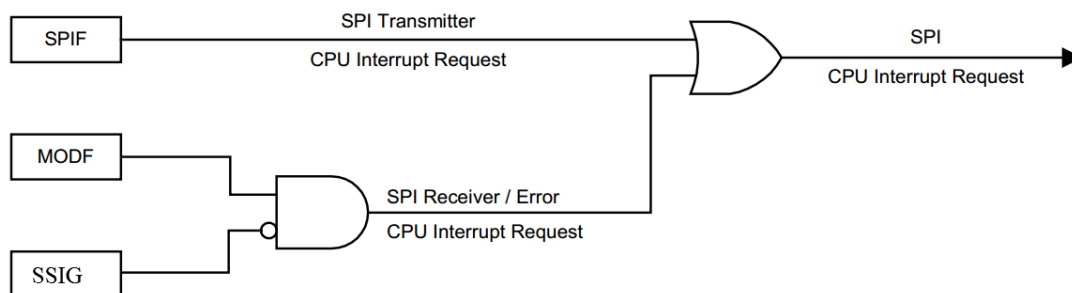 SPIF
SPI Transmitter
CPU Interrupt Request
SPI
CPU Interrupt Request
MODF
SPI Receiver / Error
CPU Interrupt Request
SSIG